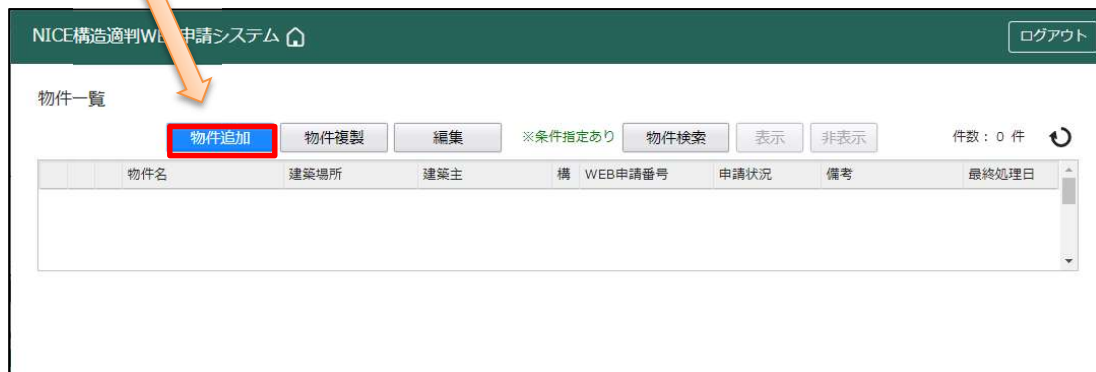 NICE構造適判WE 申請システム
ログアウト
物件一覧
物件追加 物件複製 編集 ※条件指定あり 物件検索 表示 非表示 件数：0 件
物件名 建築場所 建築主 構 WEB申請番号 申請状況 備考 最終処理日